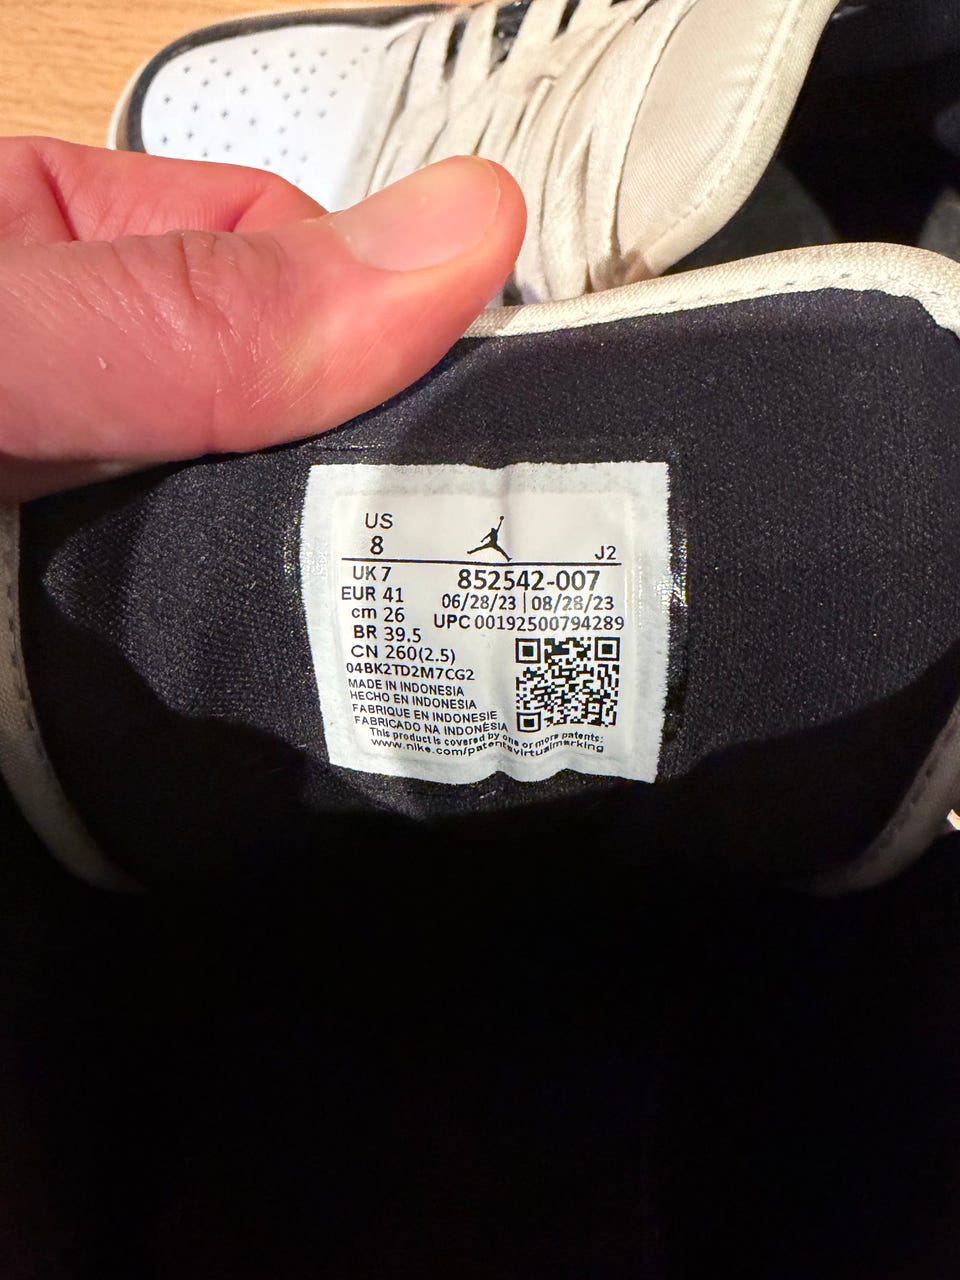 US
8
J2
UK 7
852542-007
EUR 41
06/28/23 | 08/28/23
cm 26
UPC 00192500794289
BR 39.5
CN 260(2.5)
04BK2TD2M7CG2
MADE IN INDONESIA
HECHO EN INDONESIA
FABRIQUE EN INDONESIE
FABRICADO NA INDONÉSIA
This product is covered by one or more patents:
www.nike.com/patentsvirtualmarking